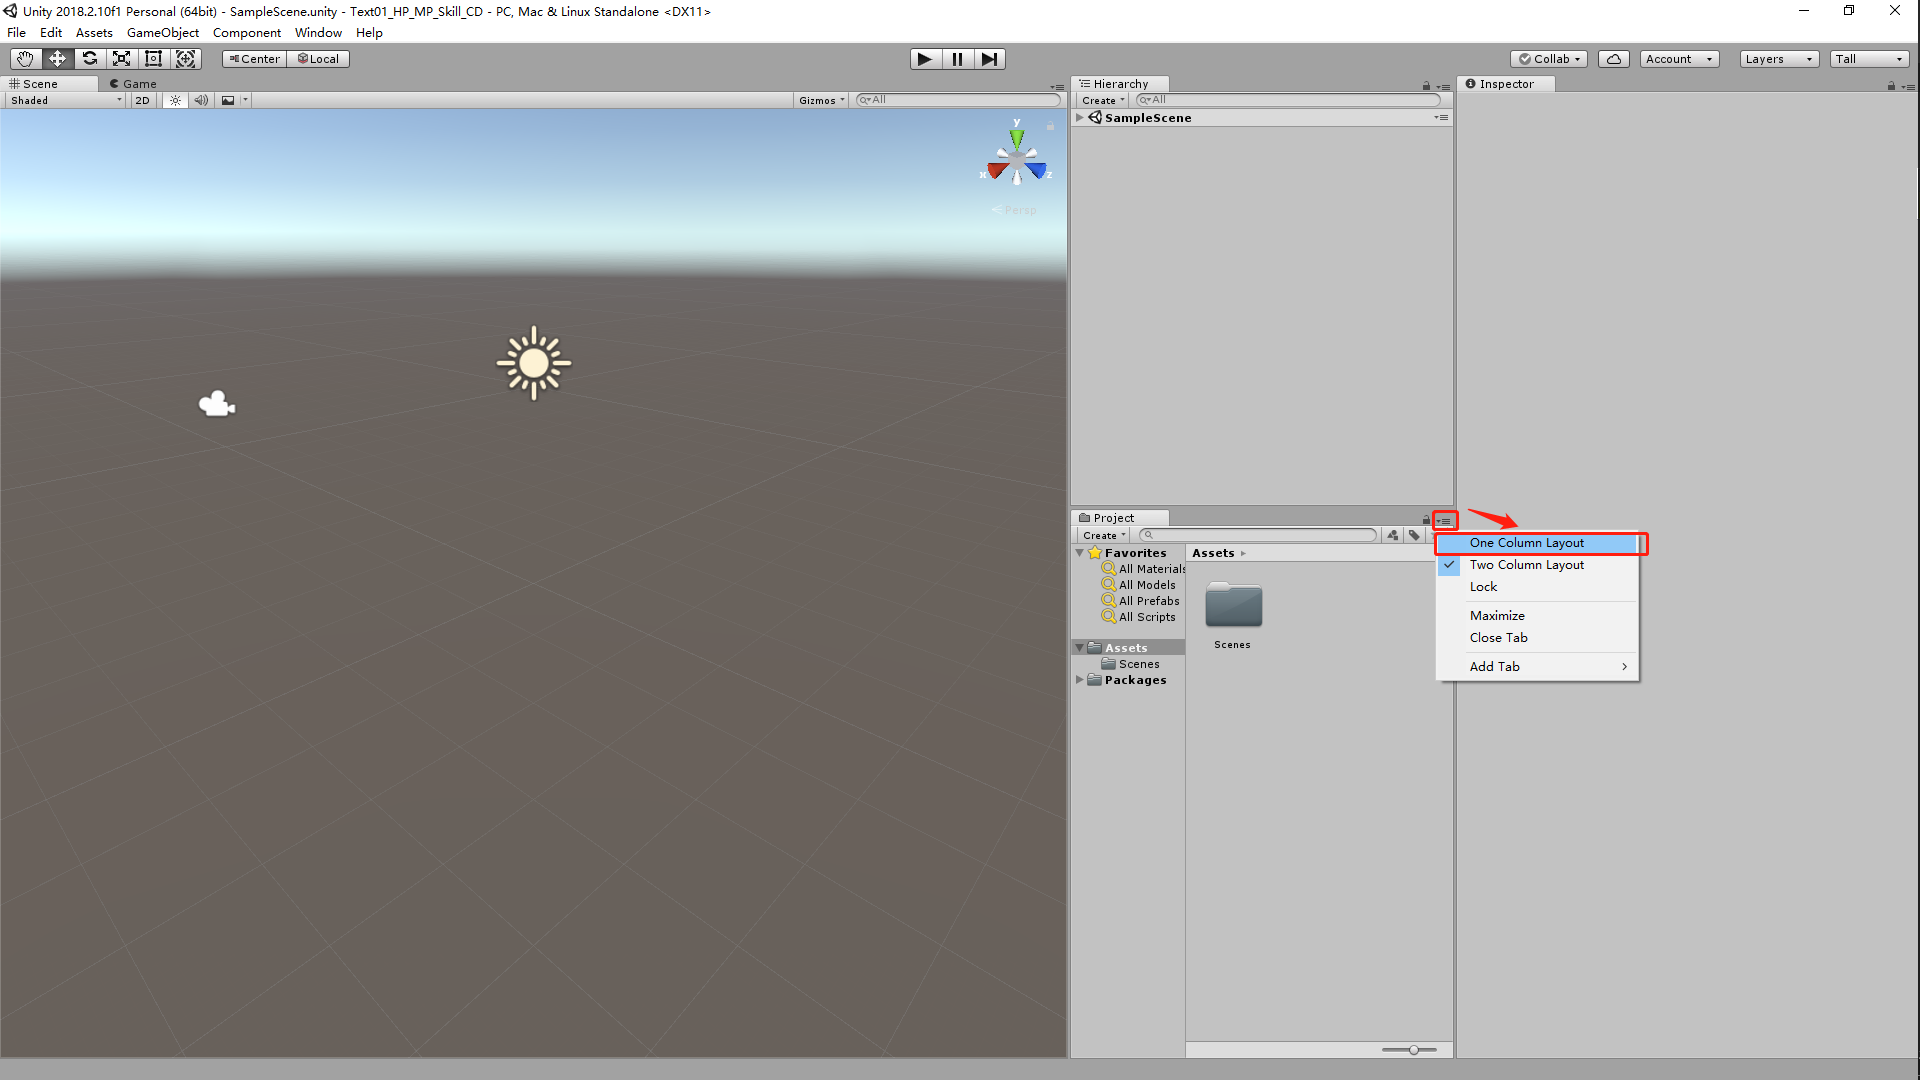 Unity 2018.2.10f1 Personal (64bit) - SampleScene.unity - Text01_HP_MP_Skill_CD - PC, Mac & Linux Standalone <DX11>
File Edit Assets GameObject Component Window Help
Center Local Collab Account Layers Tall
Scene Game
Shaded 2D Gizmos All
y
x z
Persp
Hierarchy
Create All
SampleScene
Inspector
Project
Create
Favorites
All Materials
All Models
All Prefabs
All Scripts
Assets
Scenes
Packages
Assets
Scenes
One Column Layout
Two Column Layout
Lock
Maximize
Close Tab
Add Tab